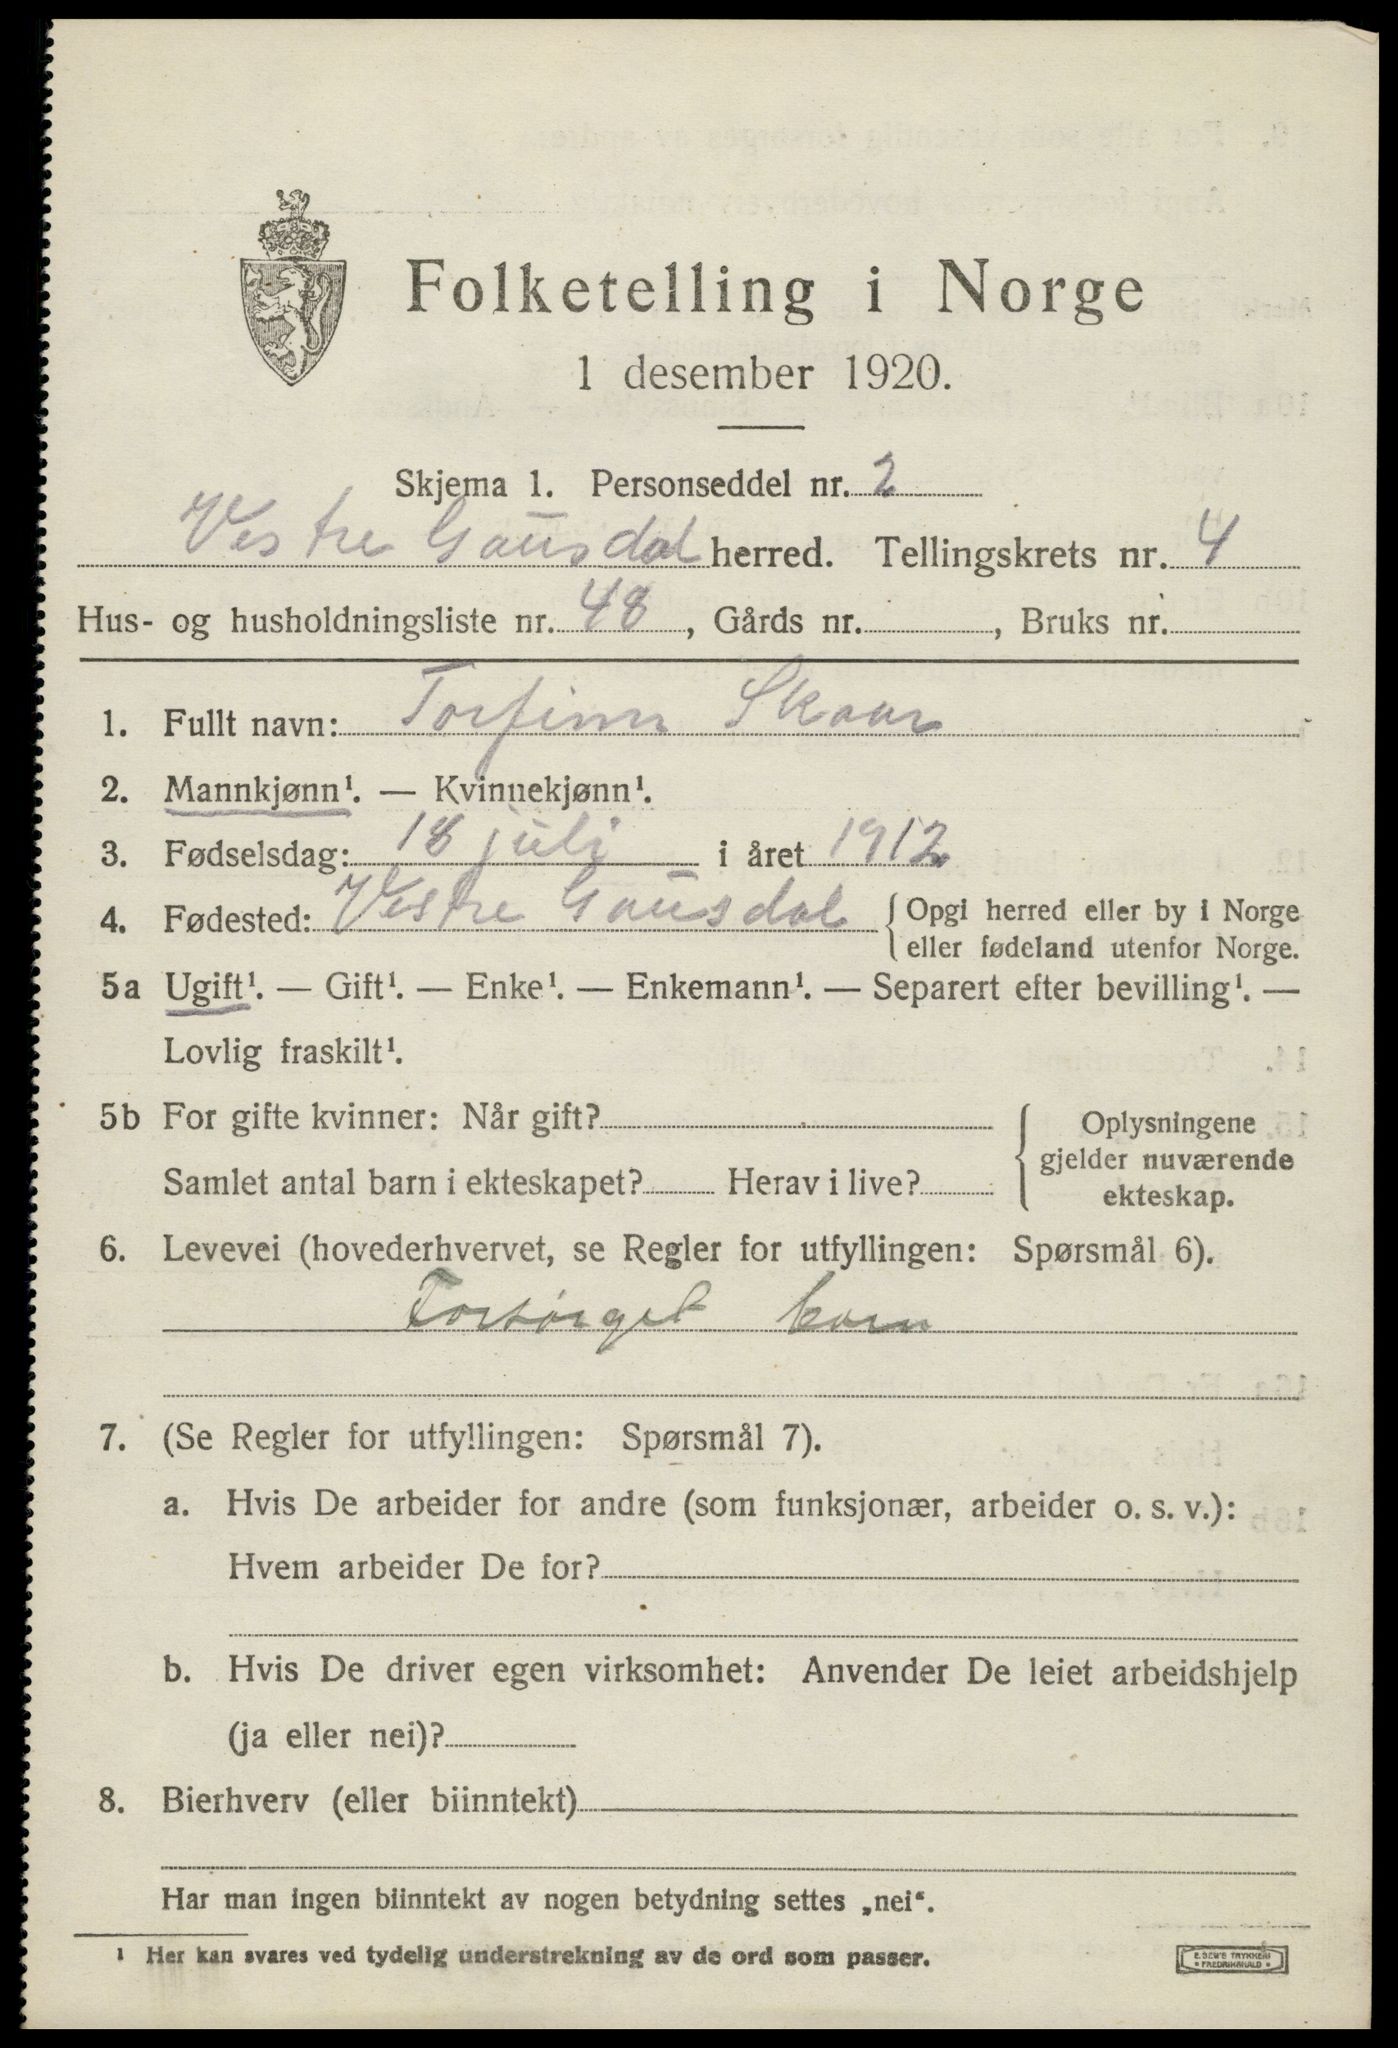 Folketelling i Norge
1 desember 1920.
Skjema 1. Personseddel nr. 2
Vestre Gausdal herred. Tellingskrets nr. 4
Hus- og husholdningsliste nr. 48, Gårds nr. , Bruks nr.
1. Fullt navn: Torfinn Skaar
2. Mannkjønn¹. — Kvinnekjønn¹.
3. Fødselsdag: 18 juli i året 1912
4. Fødested: Vestre Gausdal {Opgi herred eller by i Norge
eller fødeland utenfor Norge.
5a Ugift¹. — Gift¹. — Enke¹. — Enkemann¹. — Separert efter bevilling¹. —
Lovlig fraskilt¹.
5b For gifte kvinner: Når gift?
Samlet antal barn i ekteskapet? Herav i live?
{ Oplysningene
gjelder nuværende
ekteskap.
6. Levevei (hovederhvervet, se Regler for utfyllingen: Spørsmål 6).
Forsørget barn
7. (Se Regler for utfyllingen: Spørsmål 7).
a. Hvis De arbeider for andre (som funksjonær, arbeider o. s. v.):
Hvem arbeider De for?
b. Hvis De driver egen virksomhet: Anvender De leiet arbeidshjelp
(ja eller nei)?
8. Bierhverv (eller biinntekt)
Har man ingen biinntekt av nogen betydning settes „nei“.
¹ Her kan svares ved tydelig understrekning av de ord som passer.
E. SEM'S TRYKKERI
• FREDRIKSHALD •